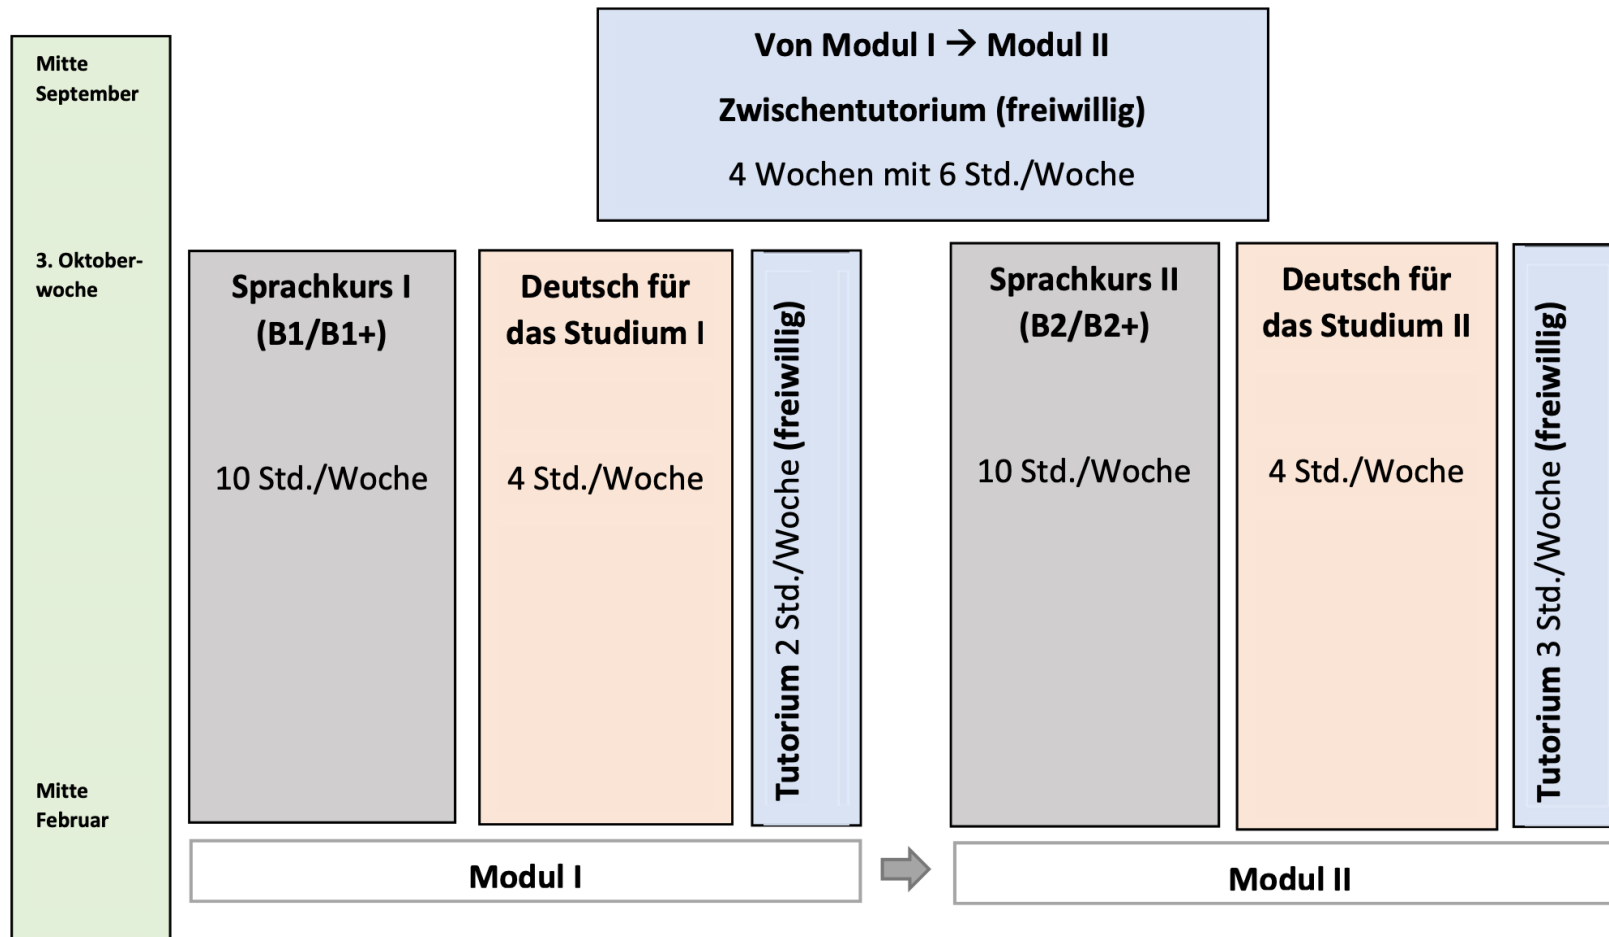 Mitte
September
3. Oktober-
woche
Mitte
Februar
Von Modul I → Modul II
Zwischentutorium (freiwillig)
4 Wochen mit 6 Std./Woche
Sprachkurs I
(B1/B1+)
10 Std./Woche
Deutsch für
das Studium I
4 Std./Woche
Tutorium 2 Std./Woche (freiwillig)
Sprachkurs II
(B2/B2+)
10 Std./Woche
Deutsch für
das Studium II
4 Std./Woche
Tutorium 3 Std./Woche (freiwillig)
Modul I
Modul II